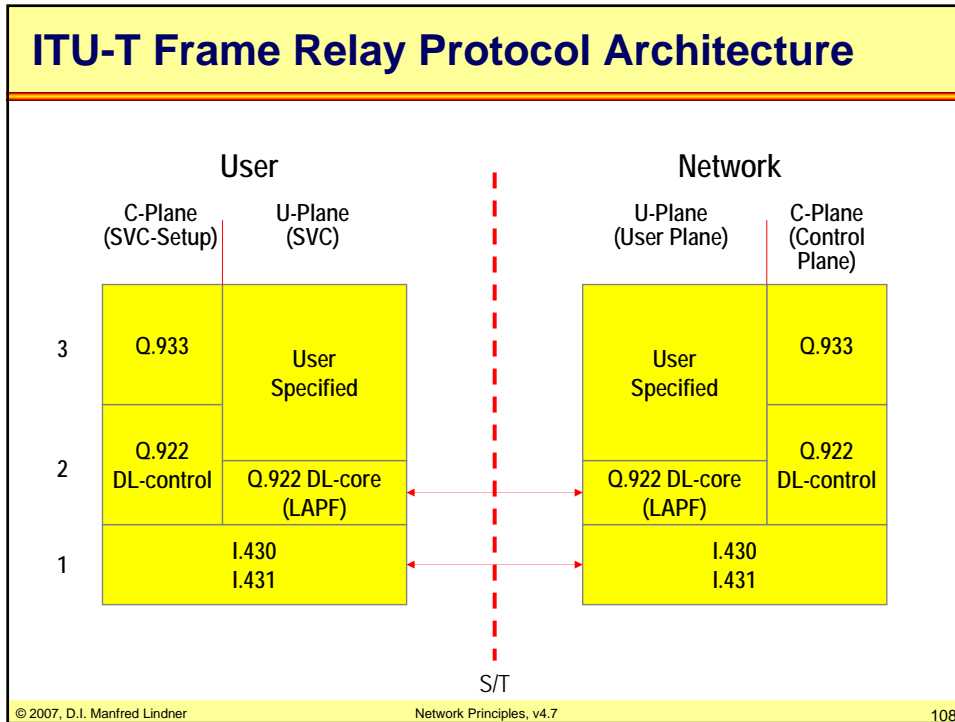 ITU-T Frame Relay Protocol Architecture
User
Network
C-Plane
(SVC-Setup)
U-Plane
(SVC)
U-Plane
(User Plane)
C-Plane
(Control
Plane)
3
Q.933
User
Specified
User
Specified
Q.933
2
Q.922
DL-control
Q.922 DL-core
(LAPF)
Q.922 DL-core
(LAPF)
Q.922
DL-control
1
I.430
I.431
I.430
I.431
S/T
© 2007, D.I. Manfred Lindner
Network Principles, v4.7
108